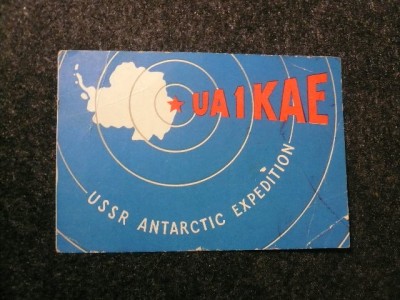 UA1KAE
USSR ANTARCTIC EXPEDITION